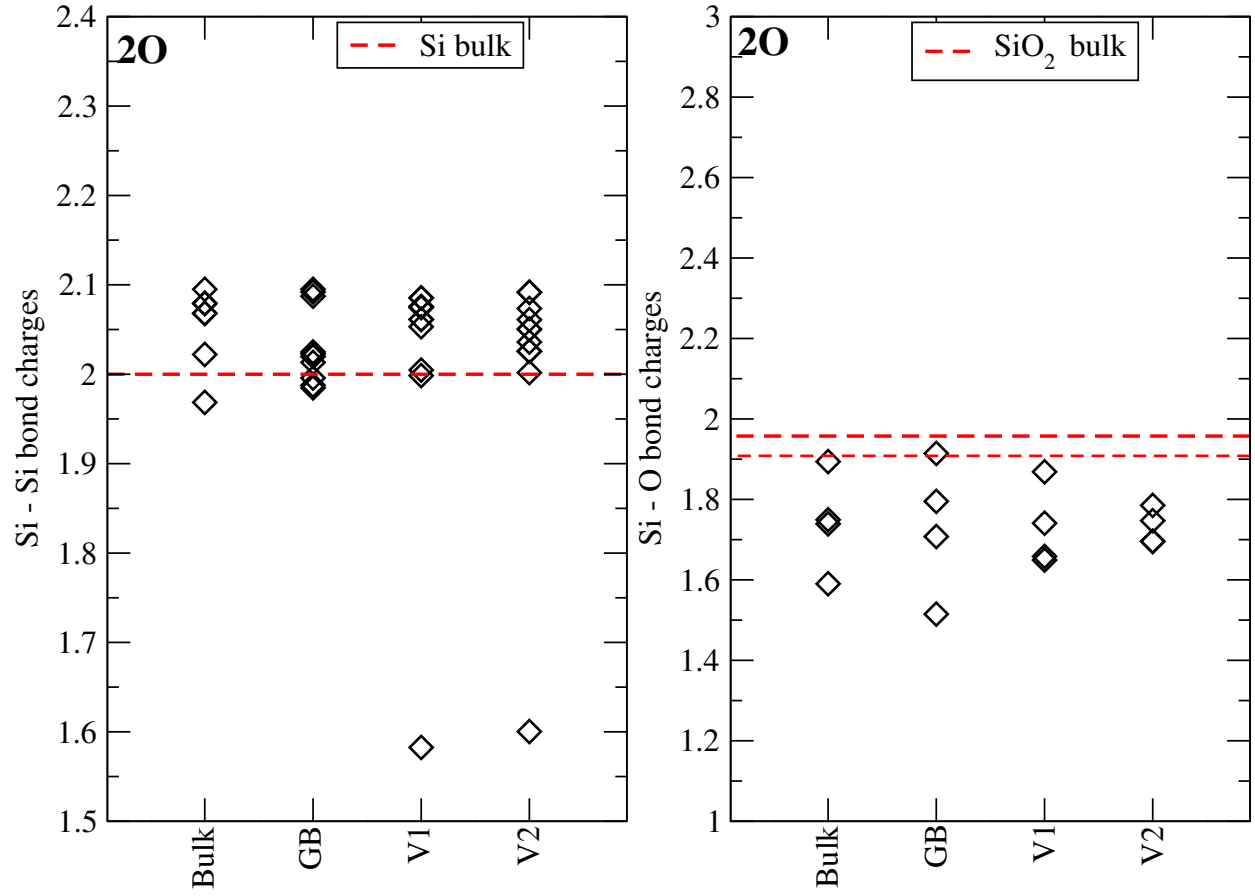 2O
Si bulk
Si - Si bond charges
2.4
2.3
2.2
2.1
2
1.9
1.8
1.7
1.6
1.5
Bulk
GB
V1
V2
2O
SiO₂ bulk
Si - O bond charges
3
2.8
2.6
2.4
2.2
2
1.8
1.6
1.4
1.2
1
Bulk
GB
V1
V2